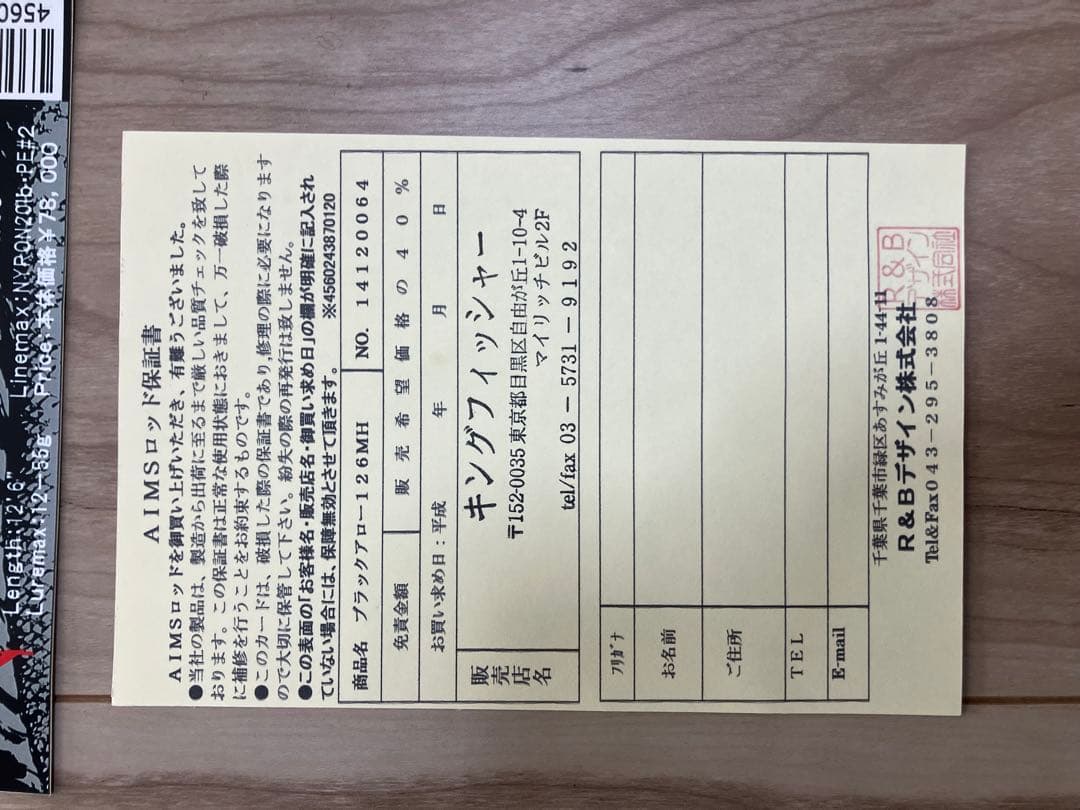 4560
Length:12'6"　Linemax:NYRON20lb・PE#2
Luremax:12-56g　Price:本体価格￥78,000
AIMSロッド保証書
AIMSロッドを御買い上げいただき、有難うございました。
●当社の製品は、製造から出荷に至るまで厳しい品質チェックを致して
おります。この保証書は正常な使用状態におきまして、万一破損した際
に補修を行うことをお約束するものです。
●このカードは、破損した際の保証書であり,修理の際に必要になります
ので大切に保管して下さい。紛失の際の再発行は致しません。
●この表面の｢お客様名・販売店名・御買い求め日｣の欄が明確に記入され
ていない場合には、保障無効とさせて頂きます。　※4560243870120
商品名　ブラックアロー126MH　NO. 14120064
免責金額　販売希望価格の40%
お買い求め日：平成　年　月　日
販売店名
キングフィッシャー
〒152-0035 東京都目黒区自由が丘1-10-4
マイリッチビル2F
tel/fax 03－5731－9192
ﾌﾘｶﾞﾅ
お名前
ご住所
TEL
E-mail
千葉県千葉市緑区あすみが丘1-44-11
R&Bデザイン株式会社
Tel&Fax043-295-3808
R&B
デザイン
株式会社